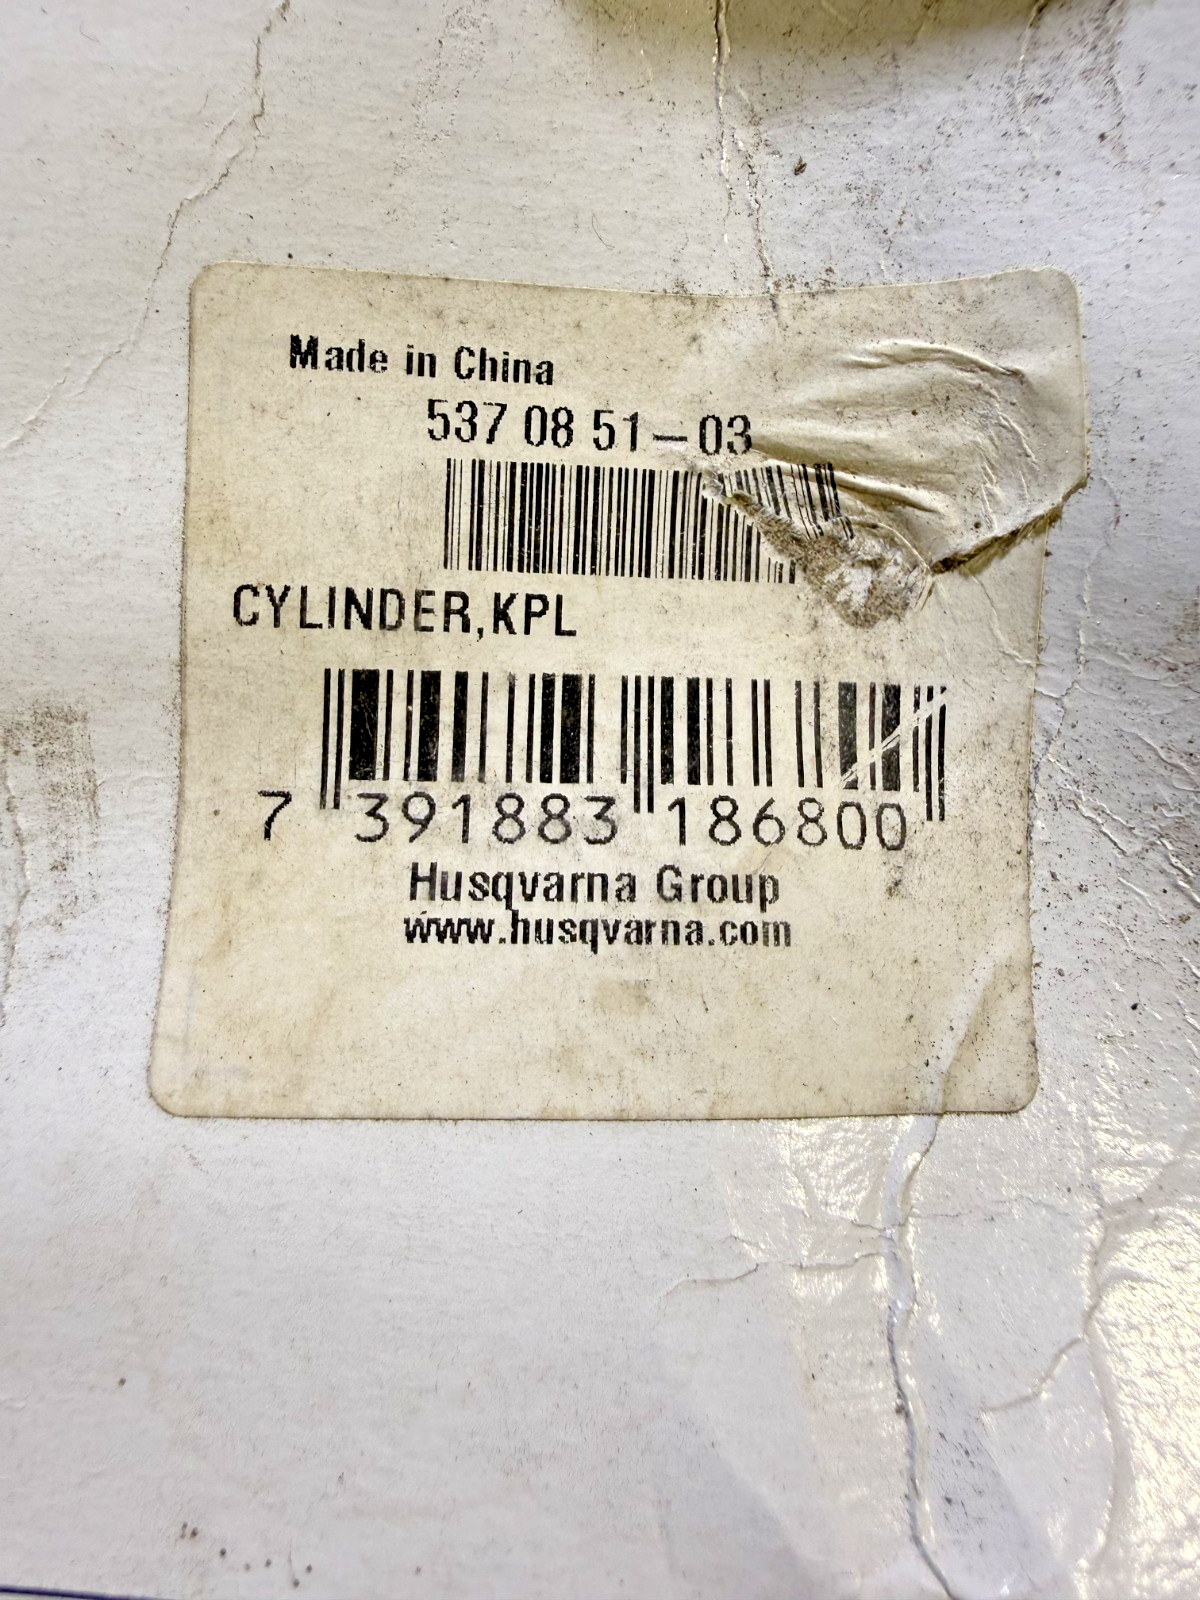 Made in China
537 08 51-03
CYLINDER,KPL
7 391883 186800
Husqvarna Group
www.husqvarna.com